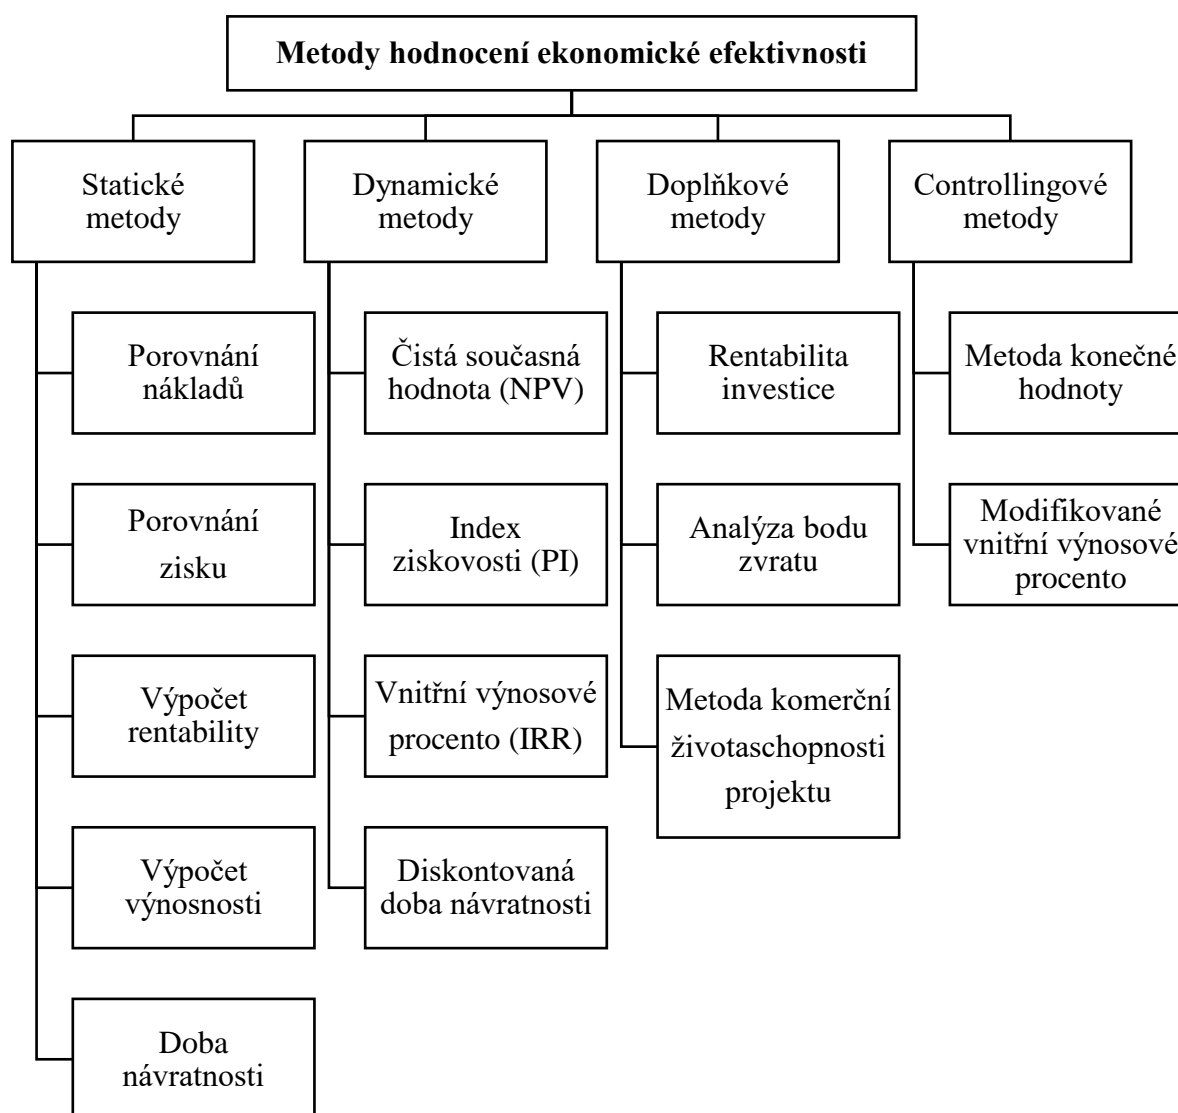 Metody hodnocení ekonomické efektivnosti
Statické
metody
Dynamické
metody
Doplňkové
metody
Controllingové
metody
Porovnání
nákladů
Porovnání
zisku
Výpočet
rentability
Výpočet
výnosnosti
Doba
návratnosti
Čistá současná
hodnota (NPV)
Index
ziskovosti (PI)
Vnitřní výnosové
procento (IRR)
Diskontovaná
doba návratnosti
Rentabilita
investice
Analýza bodu
zvratu
Metoda komerční
životaschopnosti
projektu
Metoda konečné
hodnoty
Modifikované
vnitřní výnosové
procento